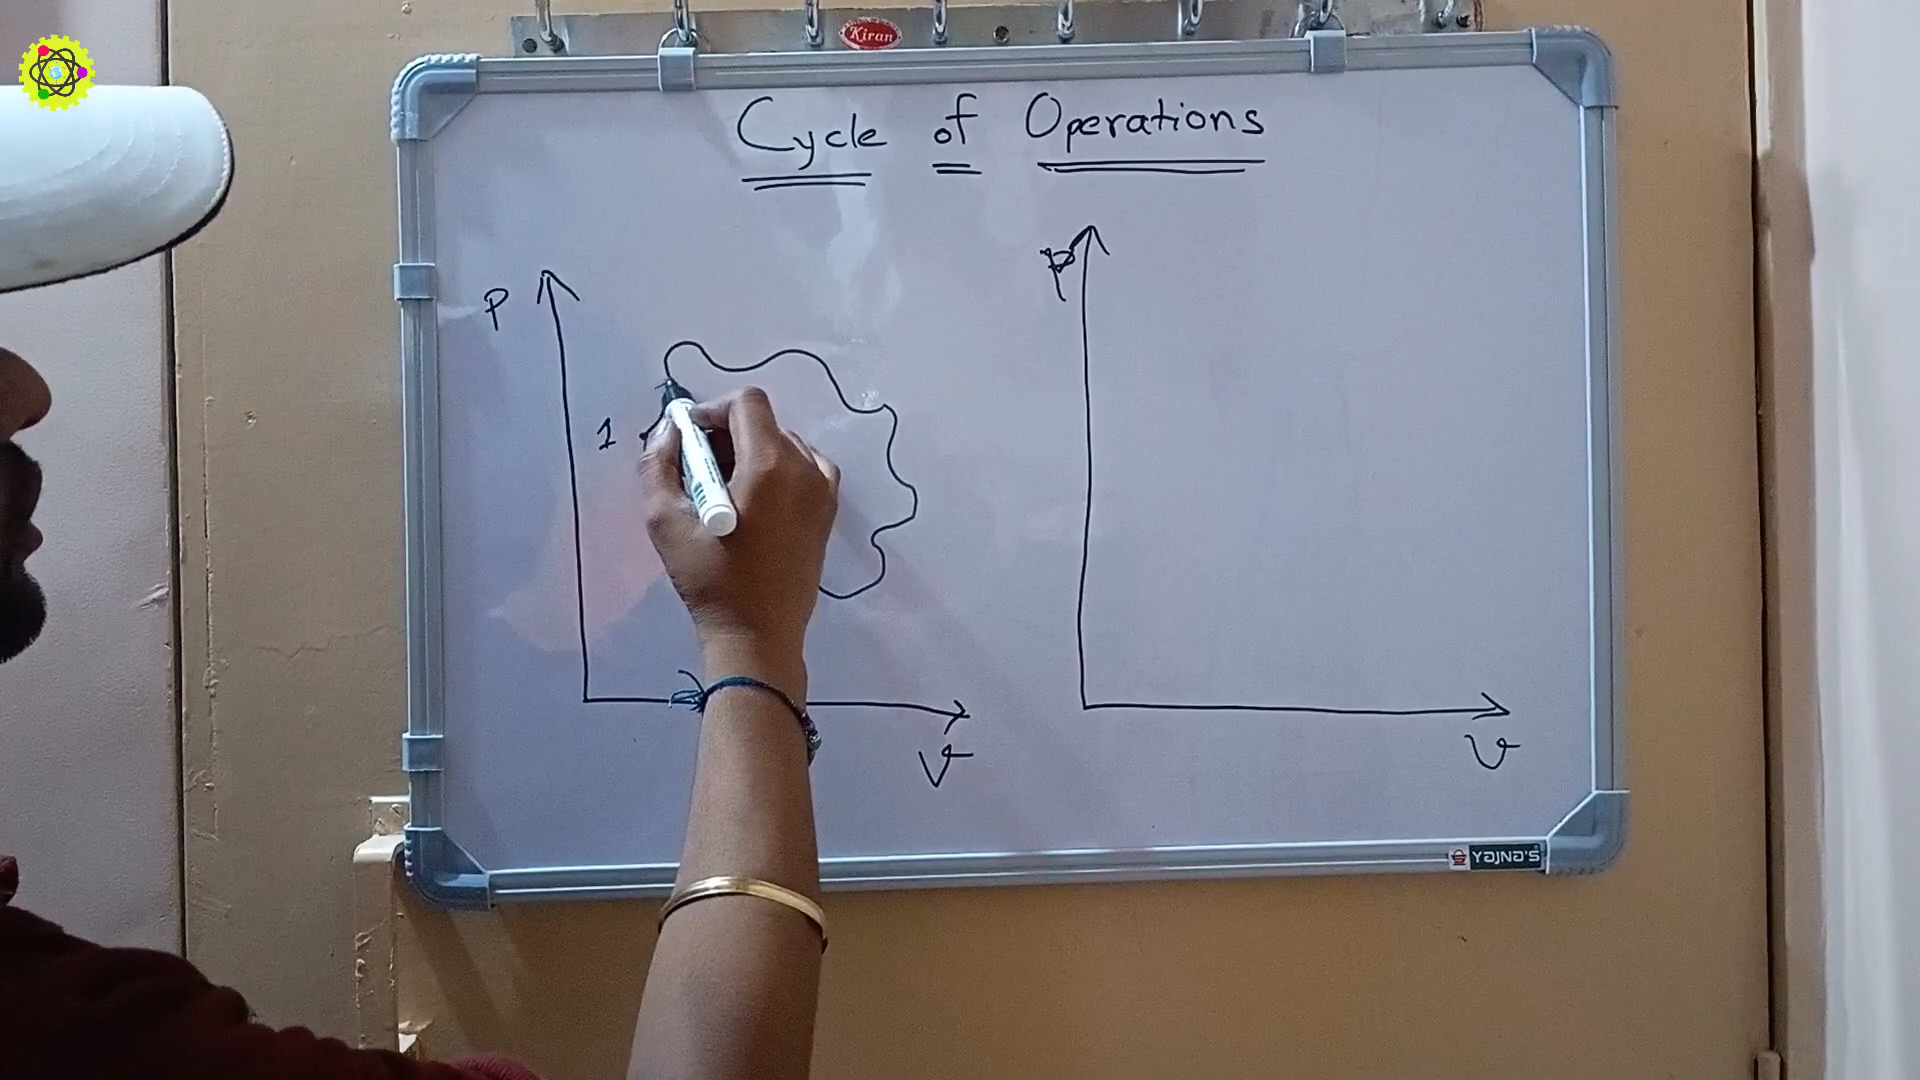 Kiran
Cycle of Operations
P
P
1
V
V
YAJNA'S